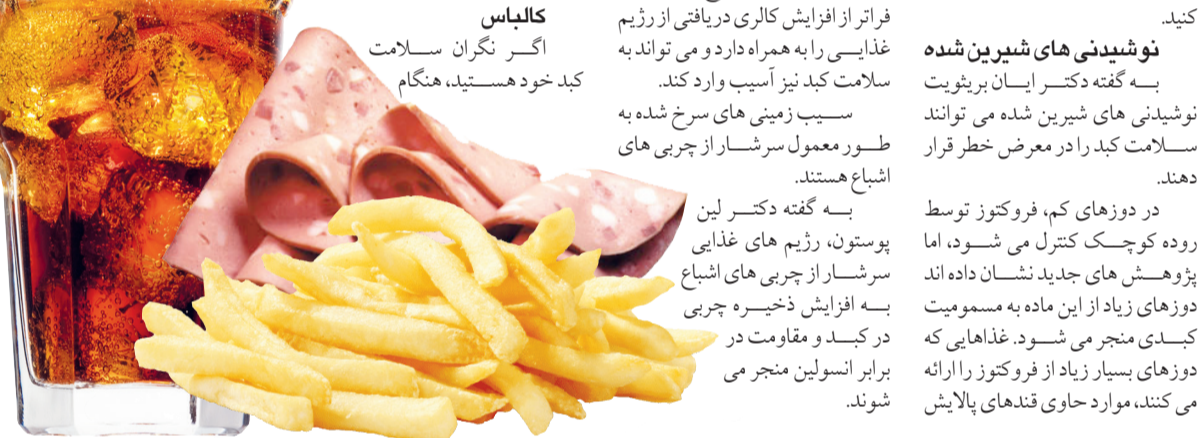 کنید.
نوشیدنی های شیرین شده
به گفته دکتر ایان بریثویت
نوشیدنی های شیرین شده می توانند
سلامت کبد را در معرض خطر قرار
دهند.
در دوزهای کم، فروکتوز توسط
روده کوچک کنترل می شود، اما
پژوهش های جدید نشان داده اند
دوزهای زیاد از این ماده به مسمومیت
کبدی منجر می شود. غذاهایی که
دوزهای بسیار زیاد از فروکتوز را ارائه
می کنند، موارد حاوی قندهای پالایش
فراتر از افزایش کالری دریافتی از رژیم
غذایی را به همراه دارد و می تواند به
سلامت کبد نیز آسیب وارد کند.
سیب زمینی های سرخ شده به
طور معمول سرشار از چربی های
اشباع هستند.
به گفته دکتر لین
پوستون، رژیم های غذایی
سرشار از چربی های اشباع
به افزایش ذخیره چربی
در کبد و مقاومت در
برابر انسولین منجر می
شوند.
کالباس
اگر نگران سلامت
کبد خود هستید، هنگام